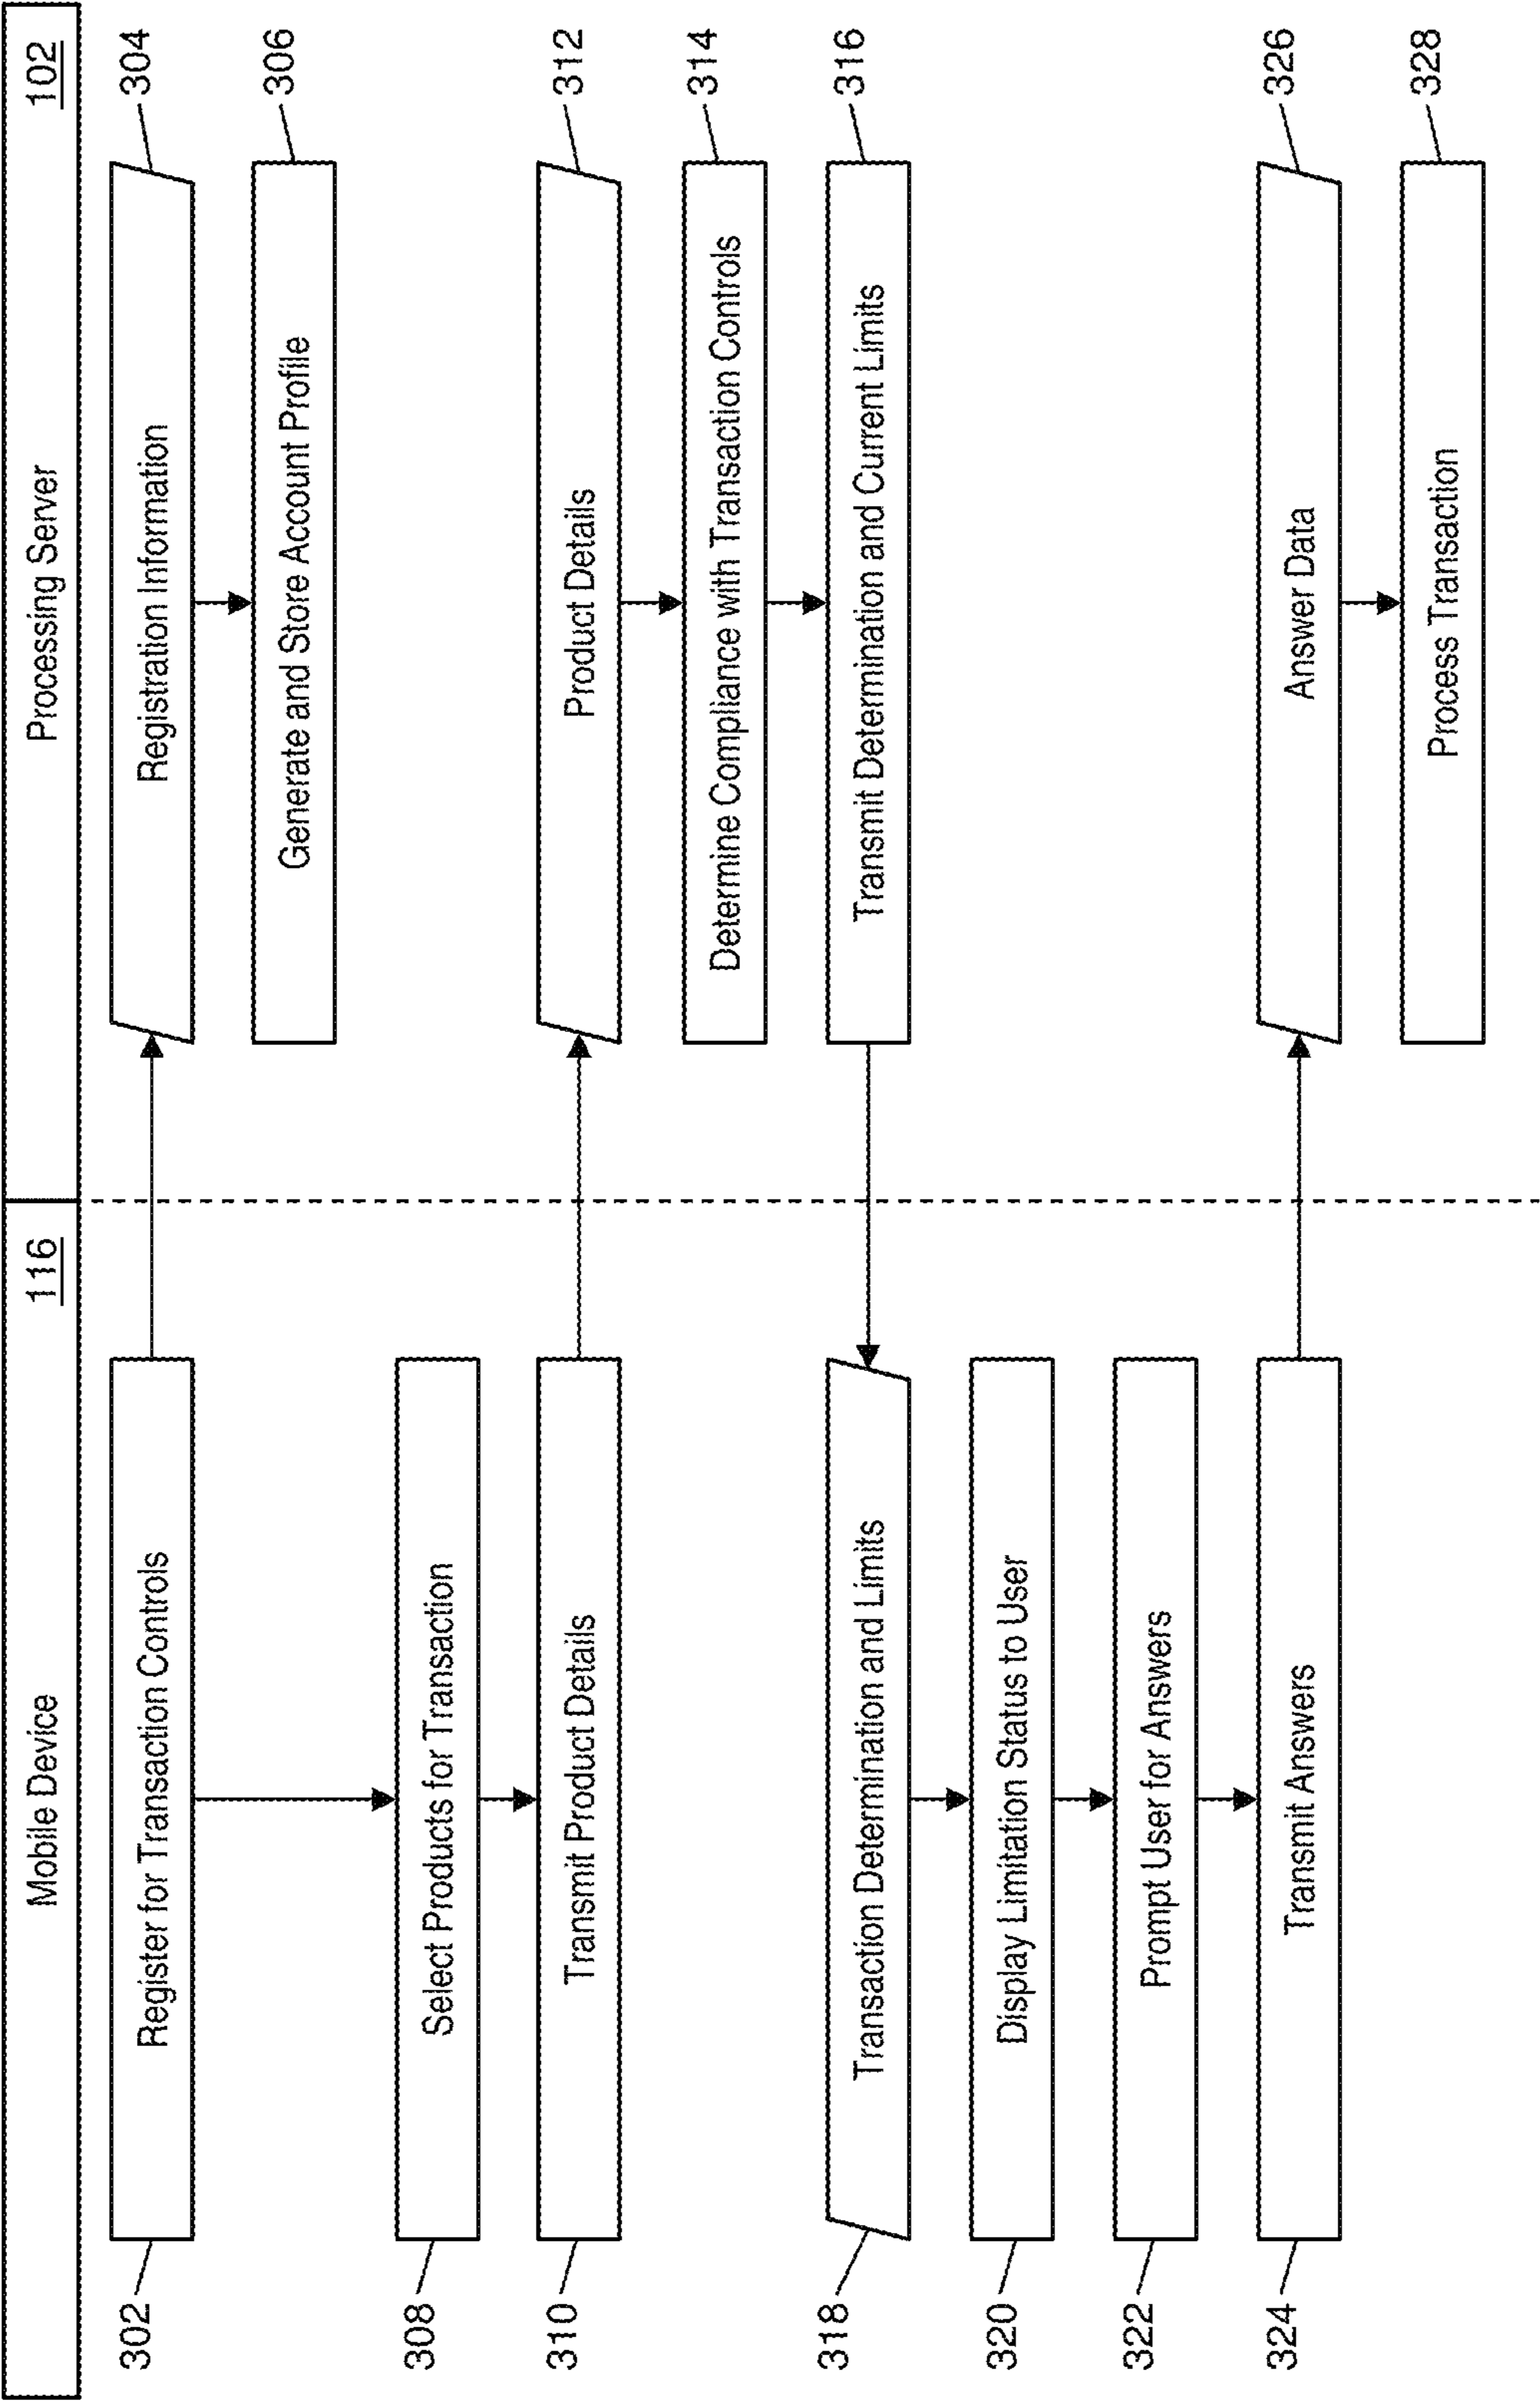 Mobile Device 116
Processing Server 102
302
Register for Transaction Controls
Registration Information
304
Generate and Store Account Profile
306
308
Select Products for Transaction
310
Transmit Product Details
Product Details
312
Determine Compliance with Transaction Controls
314
Transmit Determination and Current Limits
316
318
Transaction Determination and Limits
320
Display Limitation Status to User
322
Prompt User for Answers
324
Transmit Answers
Answer Data
326
Process Transaction
328